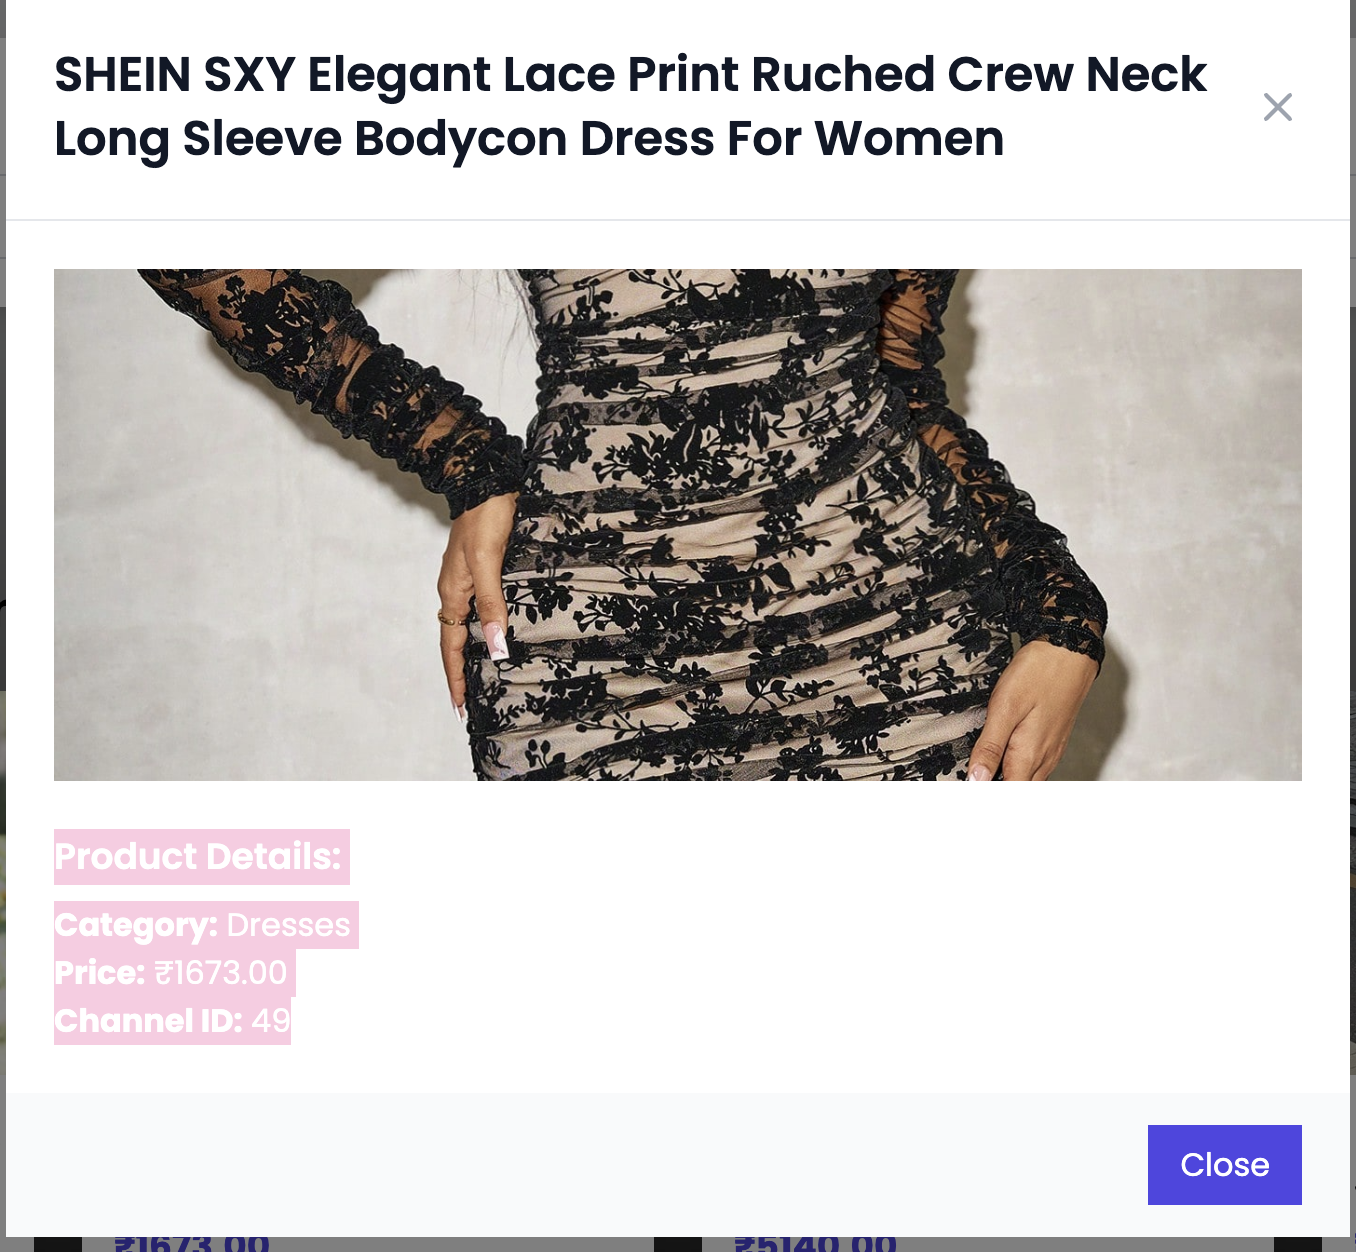 SHEIN SXY Elegant Lace Print Ruched Crew Neck
Long Sleeve Bodycon Dress For Women
Product Details:
Category: Dresses
Price: ₹1673.00
Channel ID: 49
Close
₹1673.00
₹5140.00